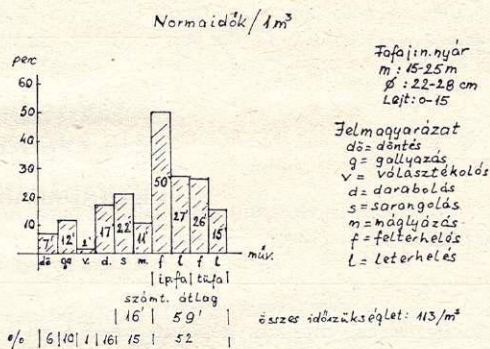 Normaidők/1m³
perc
60
50
40
30
20
10
7'
12'
2'
17'
22'
11'
50'
27'
26'
15'
dö ga v. d. s m. f l f l műv.
ip.fa tűfa
számt. átlag
16' 59'
% 6 10 1 16 15 52
összes időszükséglet: 113/m³
Fafaj: n.nyár
m: 15-25 m
Ø: 22-28 cm
Lejt: 0-15
Jelmagyarázat
dö = döntés
g = gallyazás
v = választékolás
d = darabolás
s = sarangolás
m = máglyázás
f = felterhelés
l = leterhelés